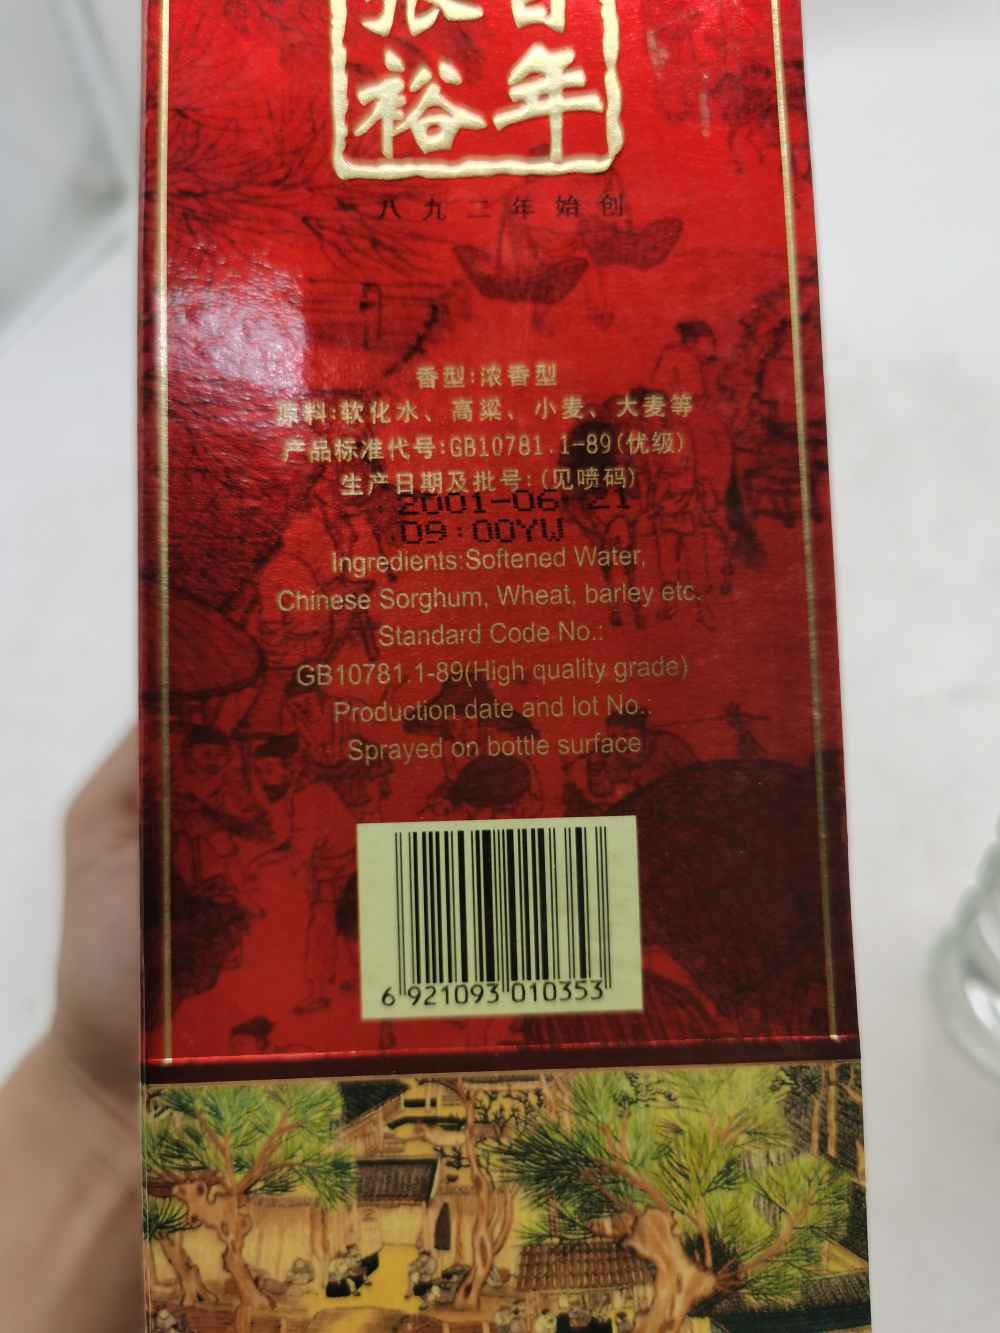 张百
裕年
一八九二年始创
香型:浓香型
原料:软化水、高粱、小麦、大麦等
产品标准代号:GB10781.1-89(优级)
生产日期及批号:(见喷码)
2001-06-21
09:00YW
Ingredients:Softened Water,
Chinese Sorghum, Wheat, barley etc.
Standard Code No.:
GB10781.1-89(High quality grade)
Production date and lot No.:
Sprayed on bottle surface
6 921093 010353